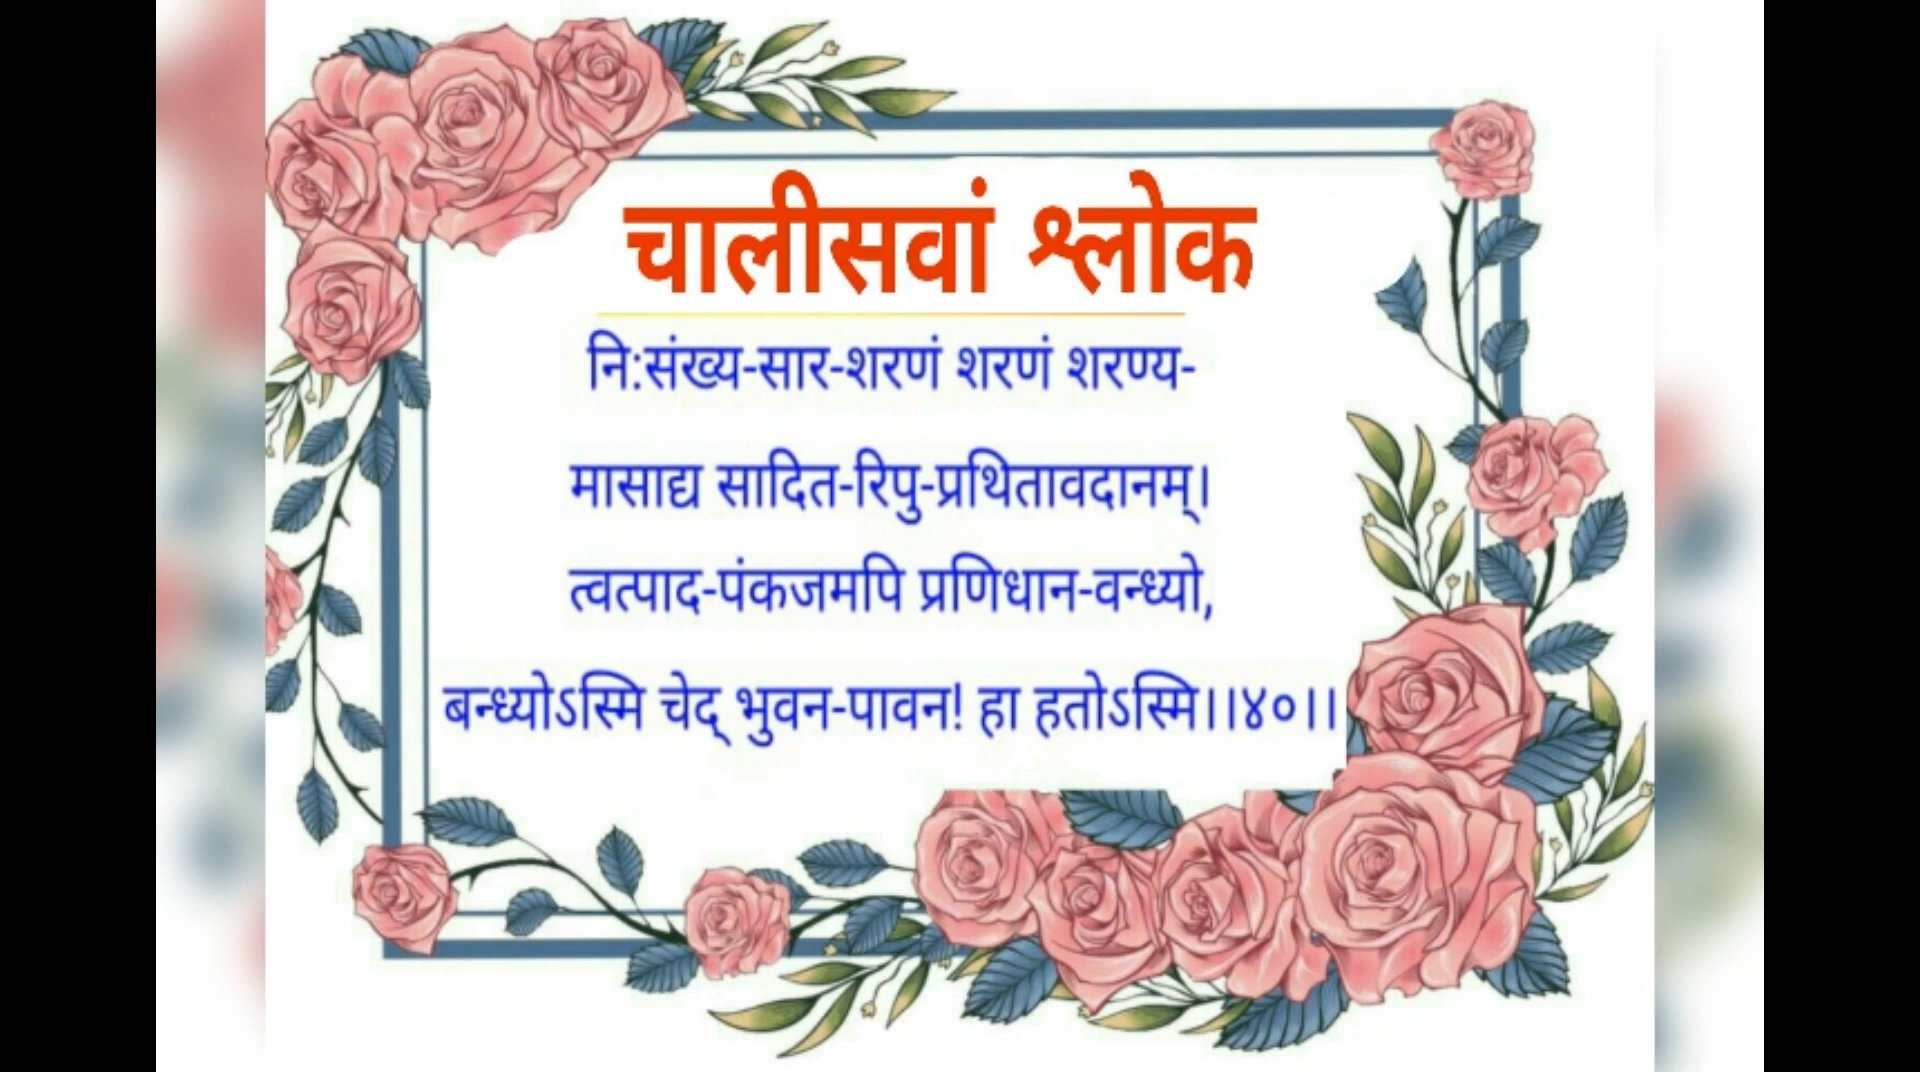 चालीसवां श्लोक
नि:संख्य-सार-शरणं शरणं शरण्य-
मासाद्य सादित-रिपु-प्रथितावदानम्।
त्वत्पाद-पंकजमपि प्रणिधान-वन्ध्यो,
बन्ध्योऽस्मि चेद् भुवन-पावन! हा हतोऽस्मि।।४०।।